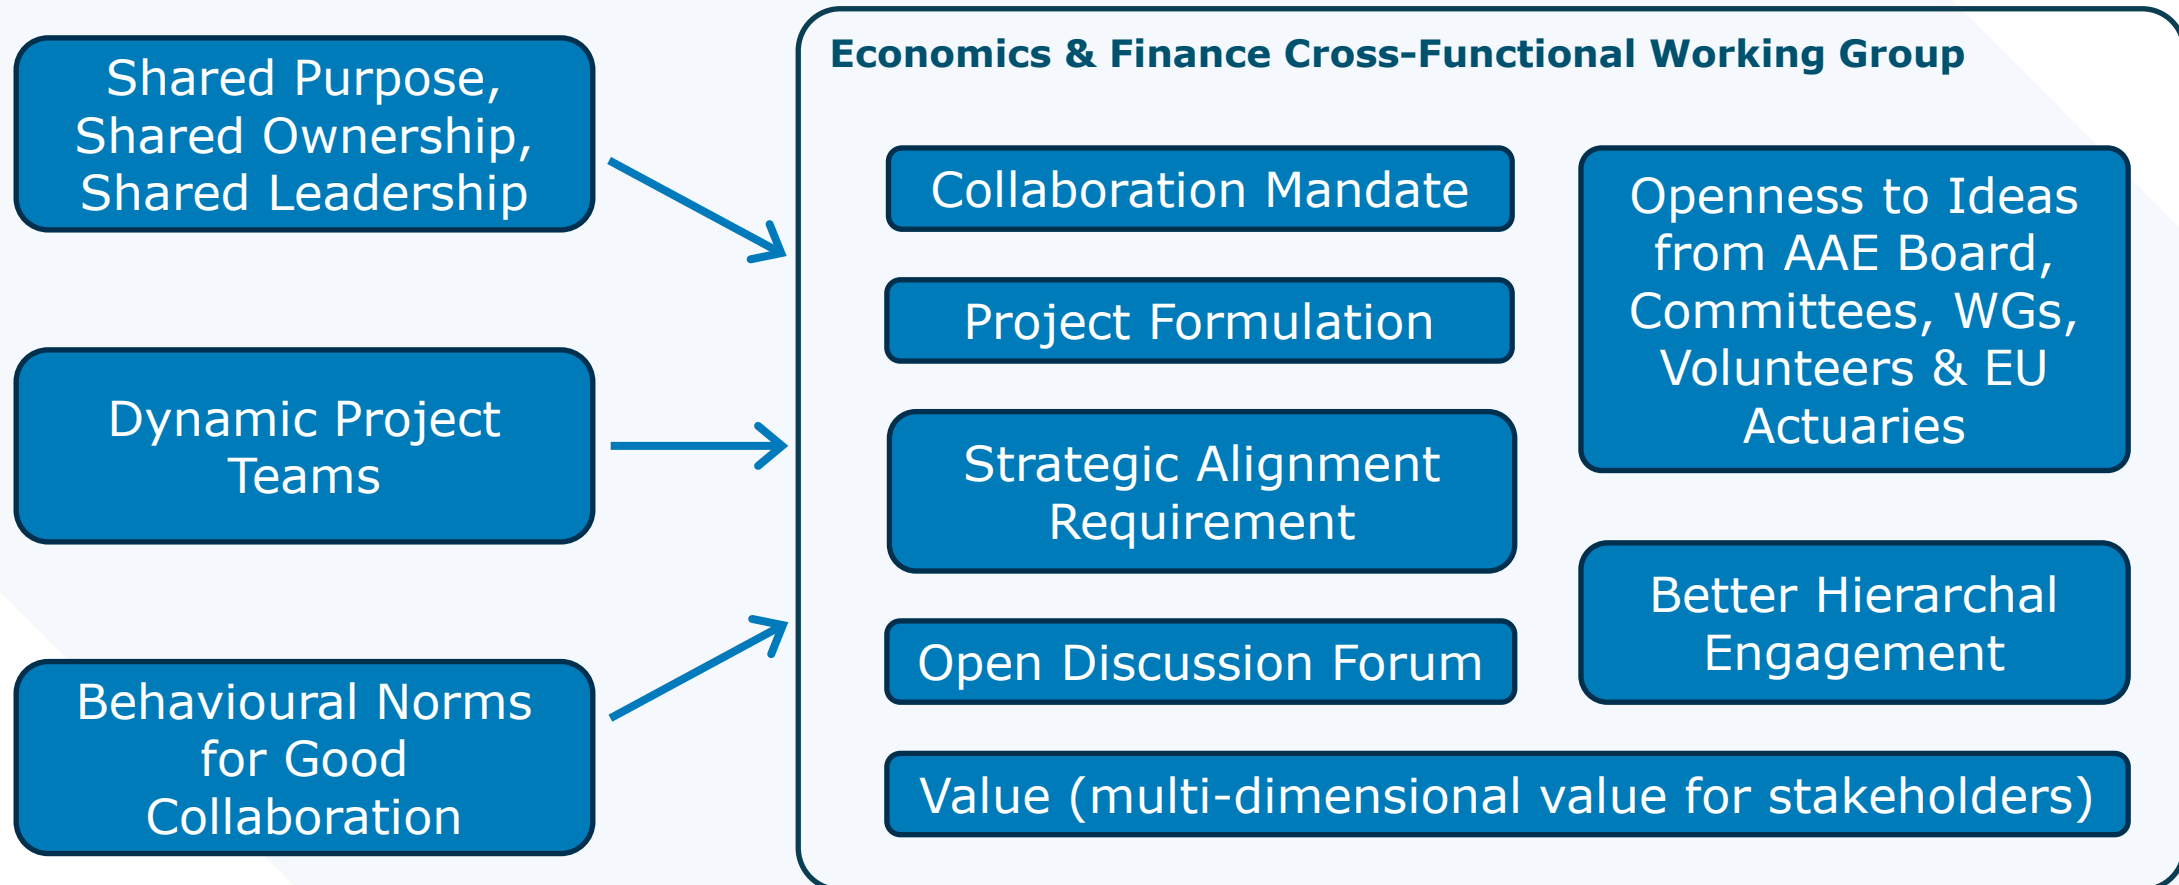 Shared Purpose,
Shared Ownership,
Shared Leadership
Dynamic Project
Teams
Behavioural Norms
for Good
Collaboration
Economics & Finance Cross-Functional Working Group
Collaboration Mandate
Project Formulation
Strategic Alignment
Requirement
Open Discussion Forum
Openness to Ideas
from AAE Board,
Committees, WGs,
Volunteers & EU
Actuaries
Better Hierarchal
Engagement
Value (multi-dimensional value for stakeholders)